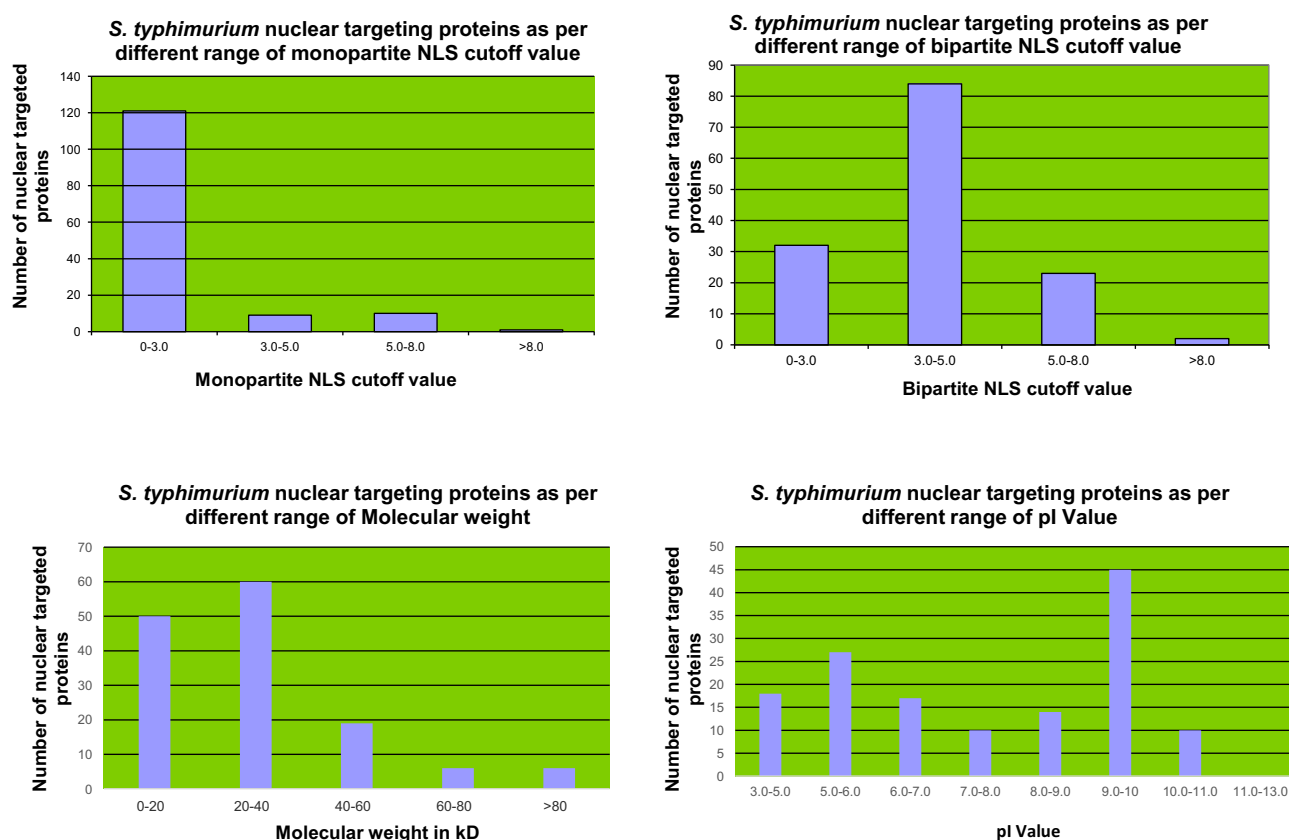 S. typhimurium nuclear targeting proteins as per
different range of monopartite NLS cutoff value
Number of nuclear targeted
proteins
140
120
100
80
60
40
20
0
0-3.0 3.0-5.0 5.0-8.0 >8.0
Monopartite NLS cutoff value
S. typhimurium nuclear targeting proteins as per
different range of bipartite NLS cutoff value
Number of nuclear targeted
proteins
90
80
70
60
50
40
30
20
10
0
0-3.0 3.0-5.0 5.0-8.0 >8.0
Bipartite NLS cutoff value
S. typhimurium nuclear targeting proteins as per
different range of Molecular weight
Number of nuclear targeted
proteins
70
60
50
40
30
20
10
0
0-20 20-40 40-60 60-80 >80
Molecular weight in kD
S. typhimurium nuclear targeting proteins as per
different range of pI Value
Number of nuclear targeted
proteins
50
45
40
35
30
25
20
15
10
5
0
3.0-5.0 5.0-6.0 6.0-7.0 7.0-8.0 8.0-9.0 9.0-10 10.0-11.0 11.0-13.0
pI Value